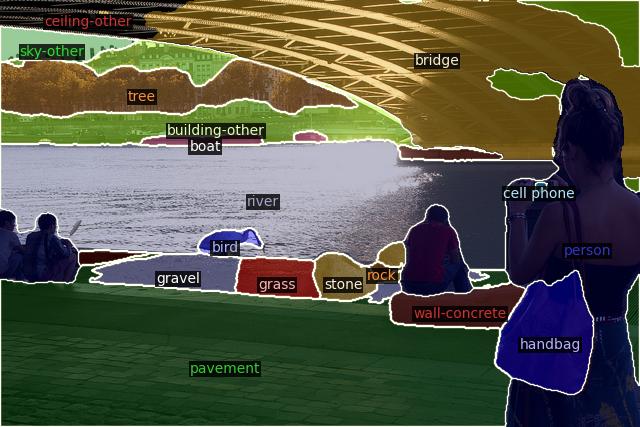 ceiling-other
sky-other
bridge
tree
building-other
boat
cell phone
river
bird
person
gravel
grass
stone
rock
wall-concrete
handbag
pavement